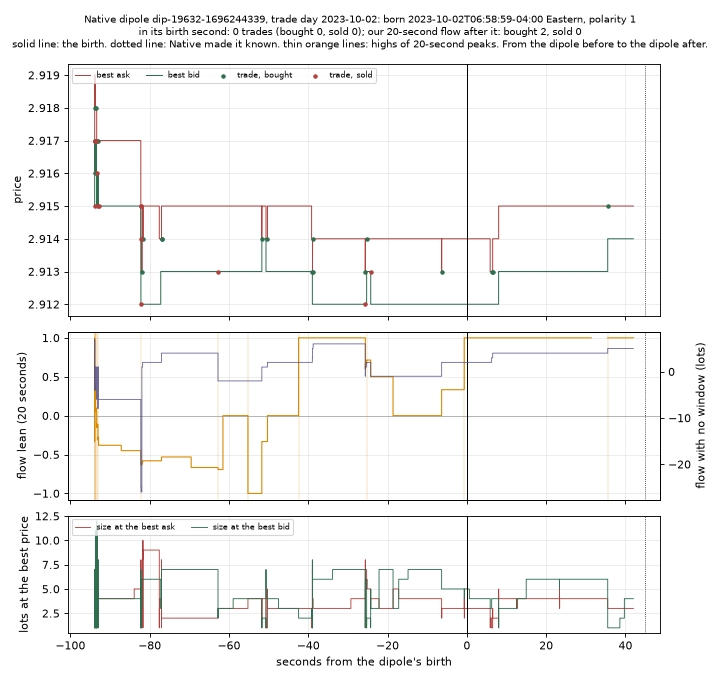 Native dipole dip-19632-1696244339, trade day 2023-10-02: born 2023-10-02T06:58:59-04:00 Eastern, polarity 1
in its birth second: 0 trades (bought 0, sold 0); our 20-second flow after it: bought 2, sold 0
solid line: the birth. dotted line: Native made it known. thin orange lines: highs of 20-second peaks. From the dipole before to the dipole after.
best ask
best bid
trade, bought
trade, sold
2.919
2.918
2.917
2.916
2.915
2.914
2.913
2.912
price
1.0
0.5
0.0
−0.5
−1.0
flow lean (20 seconds)
0
−10
−20
flow with no window (lots)
size at the best ask
size at the best bid
12.5
10.0
7.5
5.0
2.5
lots at the best price
−100
−80
−60
−40
−20
0
20
40
seconds from the dipole's birth